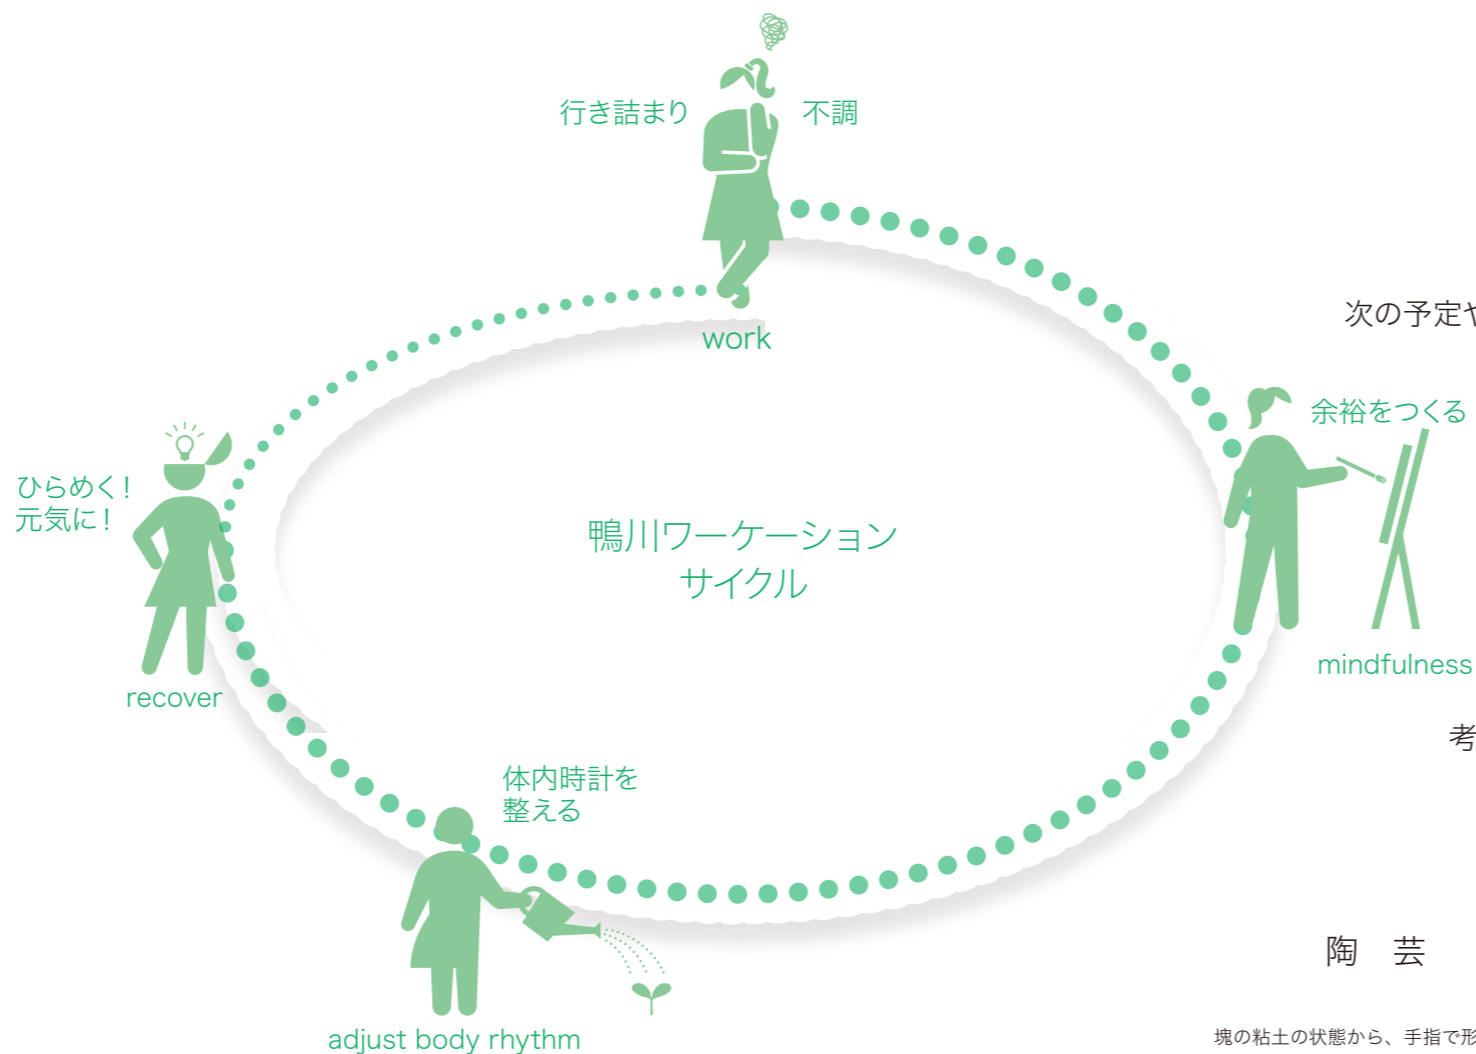 行き詰まり
不調
work
次の予定
余裕をつくる
mindfulness
ひらめく!
元気に!
recover
鴨川ワーケーション
サイクル
体内時計を
整える
adjust body rhythm
考
陶 芸
塊の粘土の状態から、手指で形